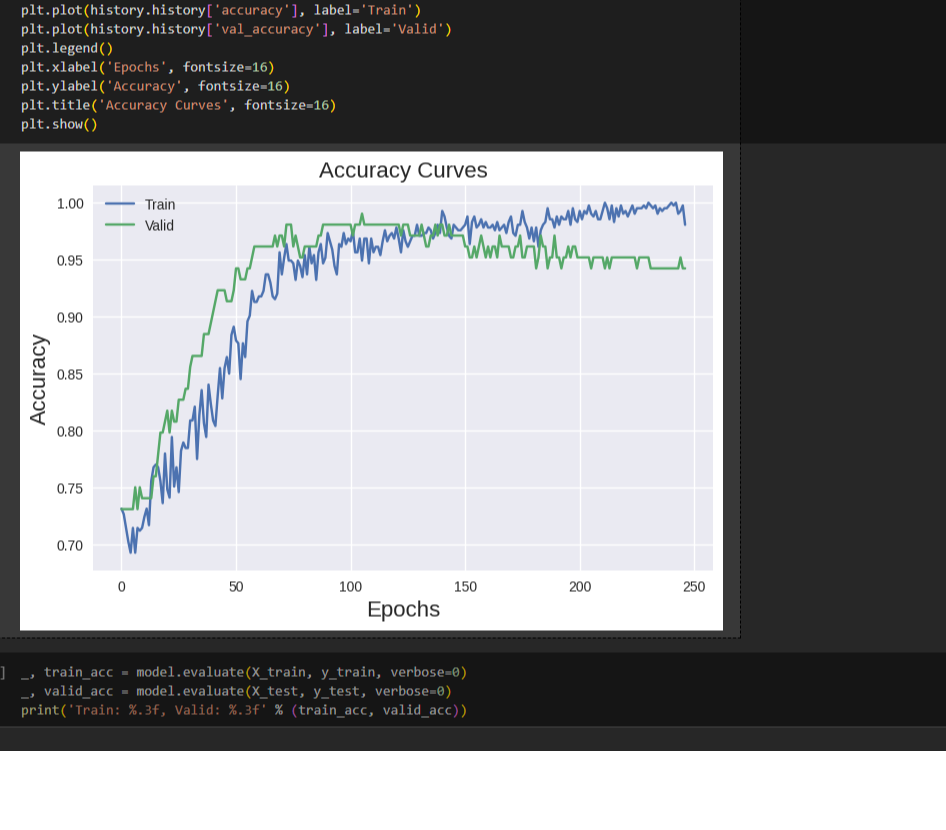 plt.plot(history.history['accuracy'], label='Train')
plt.plot(history.history['val_accuracy'], label='Valid')
plt.legend()
plt.xlabel('Epochs', fontsize=16)
plt.ylabel('Accuracy', fontsize=16)
plt.title('Accuracy Curves', fontsize=16)
plt.show()
Accuracy Curves
Train
Valid
1.00
0.95
0.90
0.85
0.80
0.75
0.70
Accuracy
0 50 100 150 200 250
Epochs
] _, train_acc = model.evaluate(X_train, y_train, verbose=0)
_, valid_acc = model.evaluate(X_test, y_test, verbose=0)
print('Train: %.3f, Valid: %.3f' % (train_acc, valid_acc))